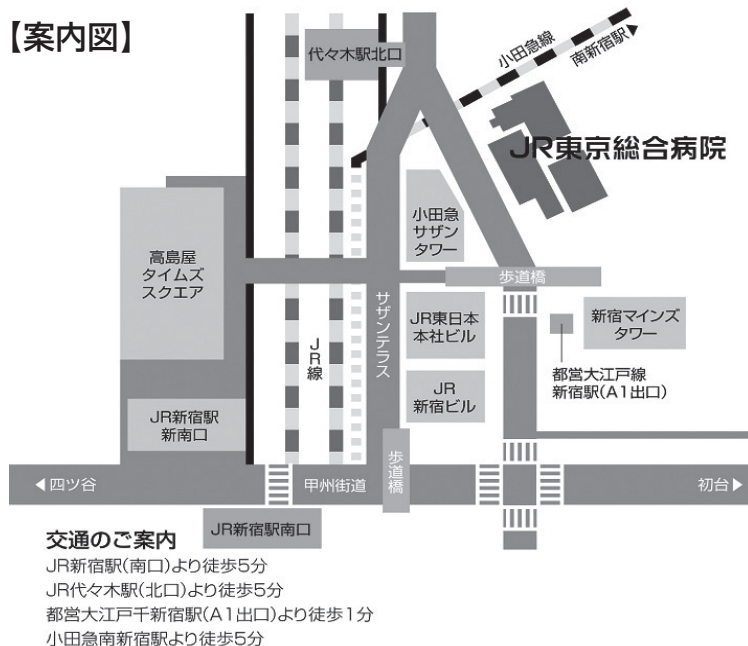 【案内図】
代々木駅北口
小田急線
南新宿駅▶
JR東京総合病院
高島屋
タイムズ
スクエア
小田急
サザン
タワー
歩道橋
JR線
サザンテラス
JR東日本
本社ビル
新宿マインズ
タワー
都営大江戸線
新宿駅(A1出口)
JR
新宿ビル
JR新宿駅
新南口
歩道橋
◀四ツ谷
甲州街道
初台▶
JR新宿駅南口
交通のご案内
JR新宿駅(南口)より徒歩5分
JR代々木駅(北口)より徒歩5分
都営大江戸千新宿駅(A1出口)より徒歩1分
小田急南新宿駅より徒歩5分